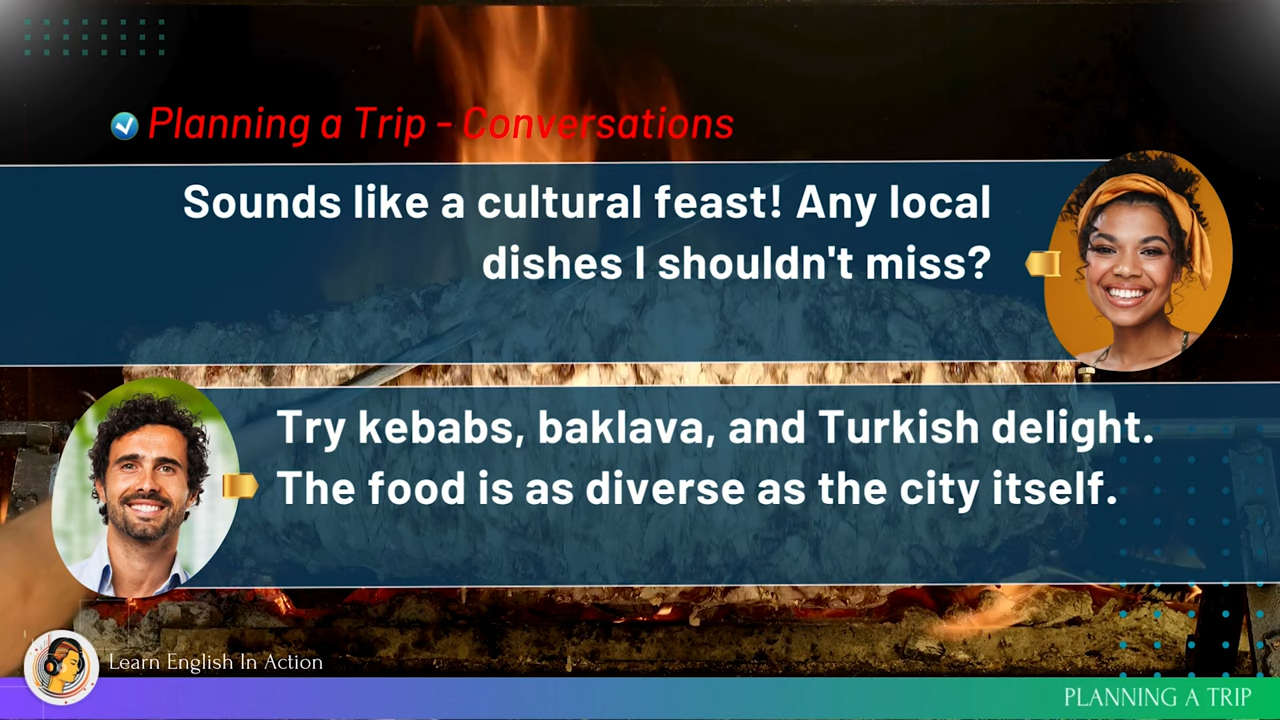 Planning a Trip - Conversations
Sounds like a cultural feast! Any local
dishes I shouldn't miss?
Try kebabs, baklava, and Turkish delight.
The food is as diverse as the city itself.
Learn English In Action
PLANNING A TRIP